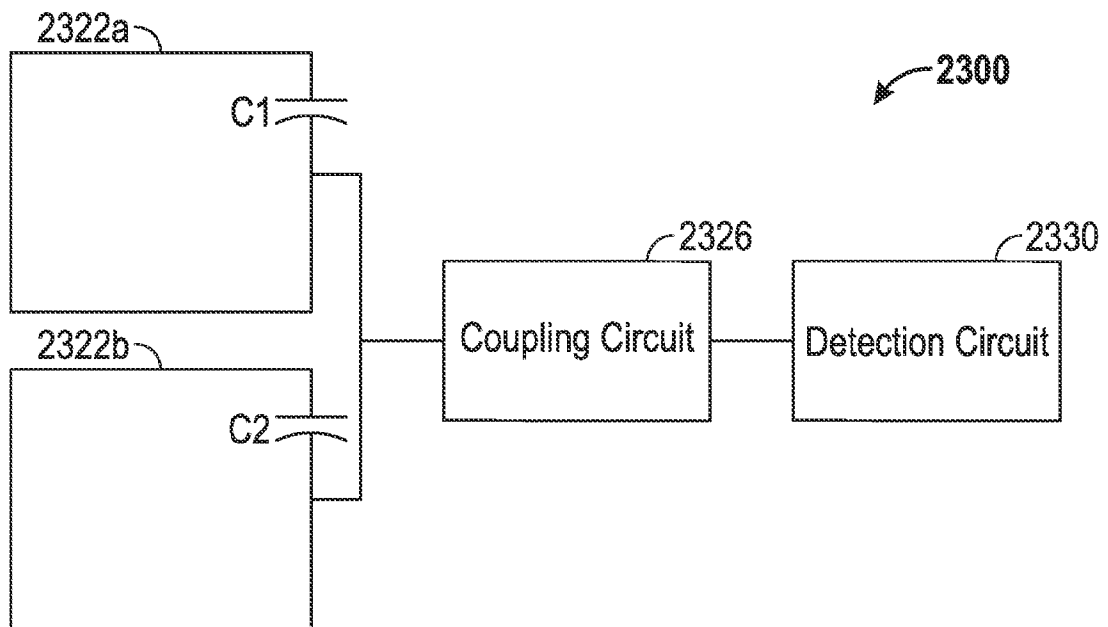 2322a
2300
C1
2326
2330
Coupling Circuit
Detection Circuit
2322b
C2